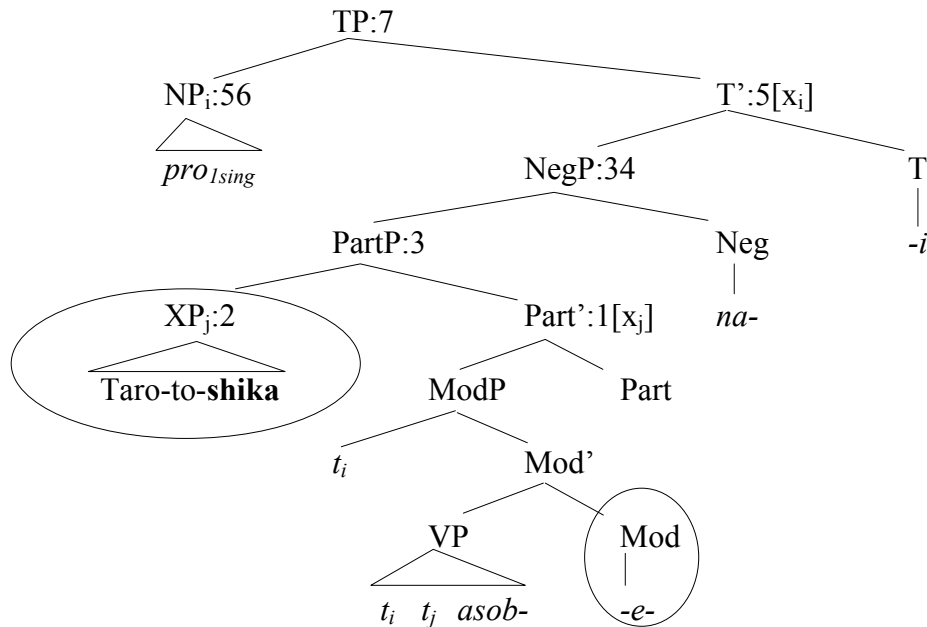 TP:7
NPᵢ:56 T’:5[xᵢ]
pro1sing NegP:34 T
PartP:3 Neg -i
XPⱼ:2 Part’:1[xⱼ] na-
Taro-to-shika ModP Part
tᵢ Mod’
VP Mod
tᵢ tⱼ asob- -e-